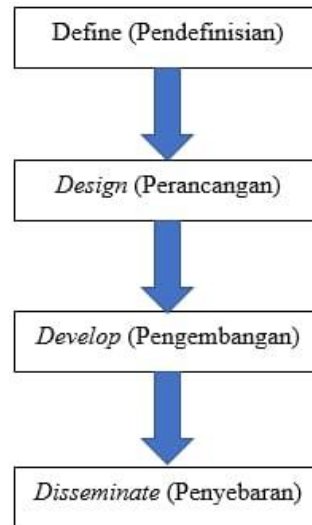 Define (Pendefinisian)
Design (Perancangan)
Develop (Pengembangan)
Disseminate (Penyebaran)